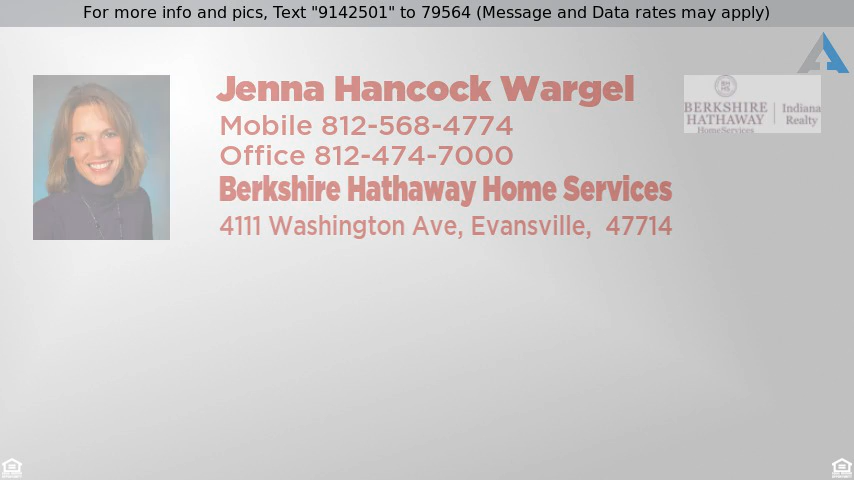 For more info and pics, Text "9142501" to 79564 (Message and Data rates may apply)
Jenna Hancock Wargel
Mobile 812-568-4774
Office 812-474-7000
Berkshire Hathaway Home Services
4111 Washington Ave, Evansville, 47714
BERKSHIRE HATHAWAY
HomeServices
Indiana Realty